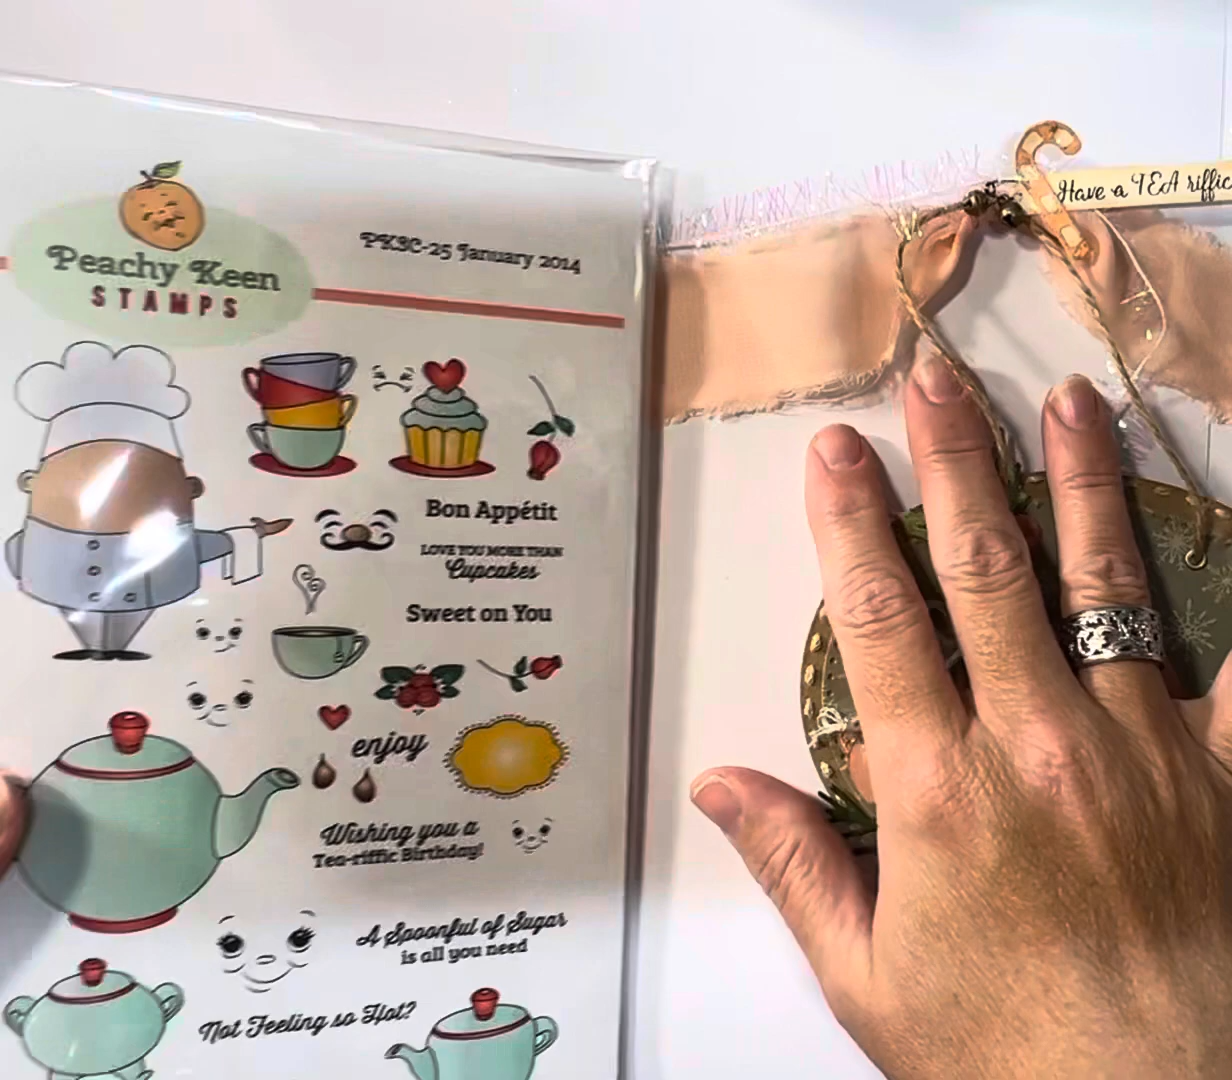 Peachy Keen
STAMPS
PKSC-25 January 2014
Bon Appétit
LOVE YOU MORE THAN
Cupcakes
Sweet on You
enjoy
Wishing you a
Tea-riffic Birthday!
A Spoonful of Sugar
is all you need
Not Feeling so Hot?
Have a TEA riffic